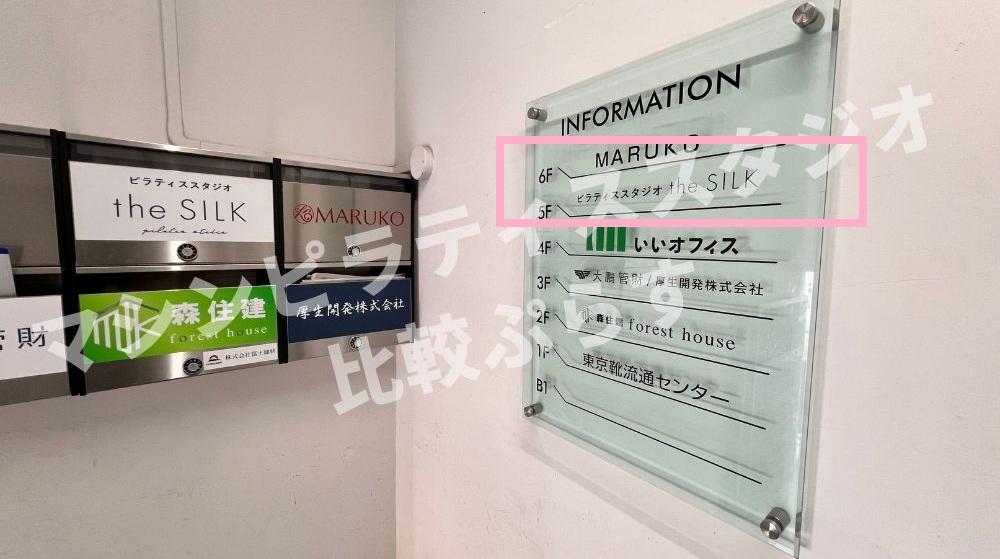 ピラティススタジオ
the SILK
pilates studio
MARUKO
管財
森住建
forest house
株式会社富士建材
厚生開発株式会社
INFORMATION
MARUKO
6F
ピラティススタジオ the SILK
5F
いいオフィス
4F
大鵬管財/厚生開発株式会社
3F
森住建 forest house
2F
東京靴流通センター
1F
B1
マシンピラティススタジオ
比較ぷらす